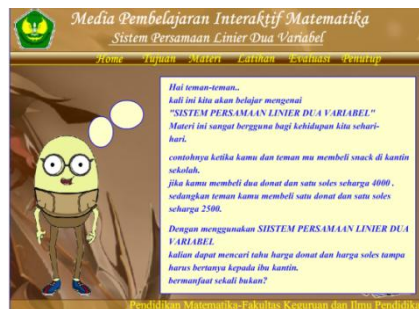 Media Pembelajaran Interaktif Matematika
Sistem Persamaan Linier Dua Variabel
Home Tujuan Materi Latihan Evaluasi Penutup
Hai teman-teman..
kali ini kita akan belajar mengenai
"SISTEM PERSAMAAN LINIER DUA VARIABEL"
Materi ini sangat berguna bagi kehidupan kita sehari-
hari.
contohnya ketika kamu dan teman mu membeli snack di kantin
sekolah.
jika kamu membeli dua donat dan satu soles seharga 4000 .
sedangkan teman kamu membeli satu donat dan satu soles
seharga 2500.
Dengan menggunakan SIISTEM PERSAMAAN LINIER DUA
VARIABEL
kalian dapat mencari tahu harga donat dan harga soles tampa
harus bertanya kepada ibu kantin.
bermanfaat sekali bukan?
Pendidikan Matematika-Fakultas Keguruan dan Ilmu Pendidika